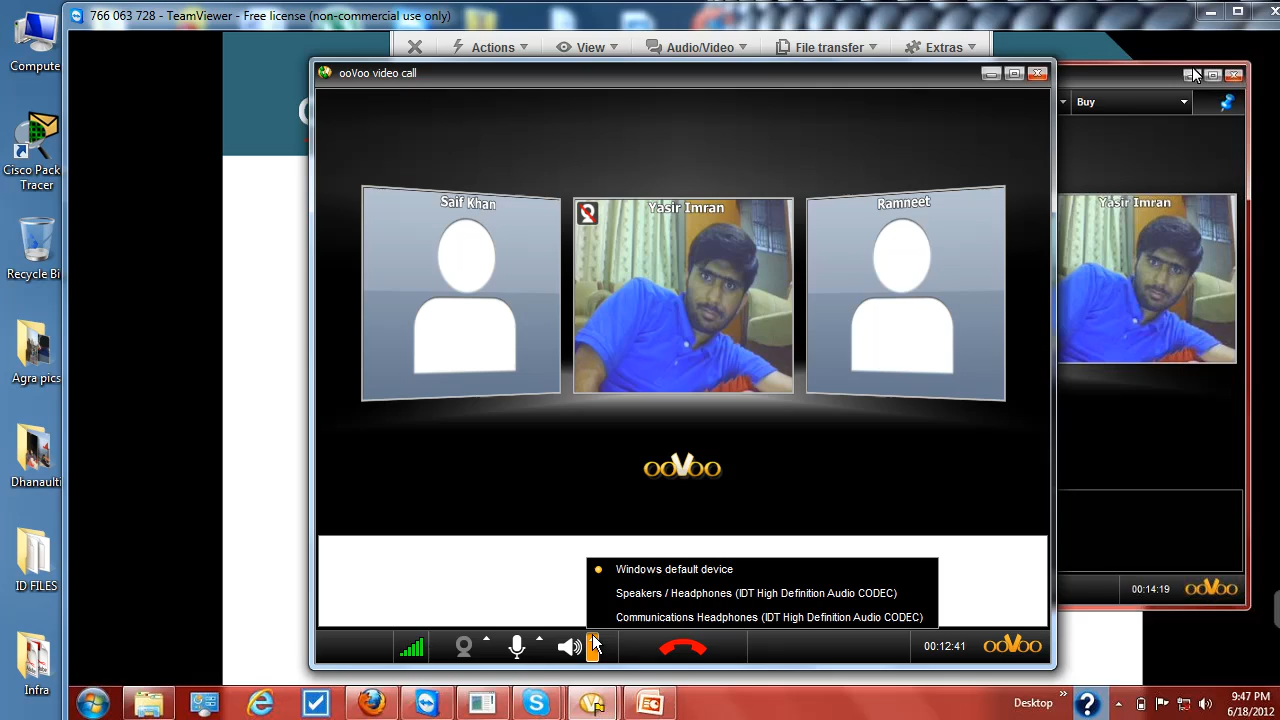 766 063 728 - TeamViewer - Free license (non-commercial use only)
Actions
View
Audio/Video
File transfer
Extras
ooVoo video call
Buy
Saif Khan
Yasir Imran
Ramneet
Yasir Imran
ooVoo
Windows default device
Speakers / Headphones (IDT High Definition Audio CODEC)
Communications Headphones (IDT High Definition Audio CODEC)
00:12:41
ooVoo
00:14:19
ooVoo
Compute
Cisco Pack
Tracer
Recycle Bi
Agra pics
Dhanaulti
ID FILES
Infra
Desktop
9:47 PM
6/18/2012